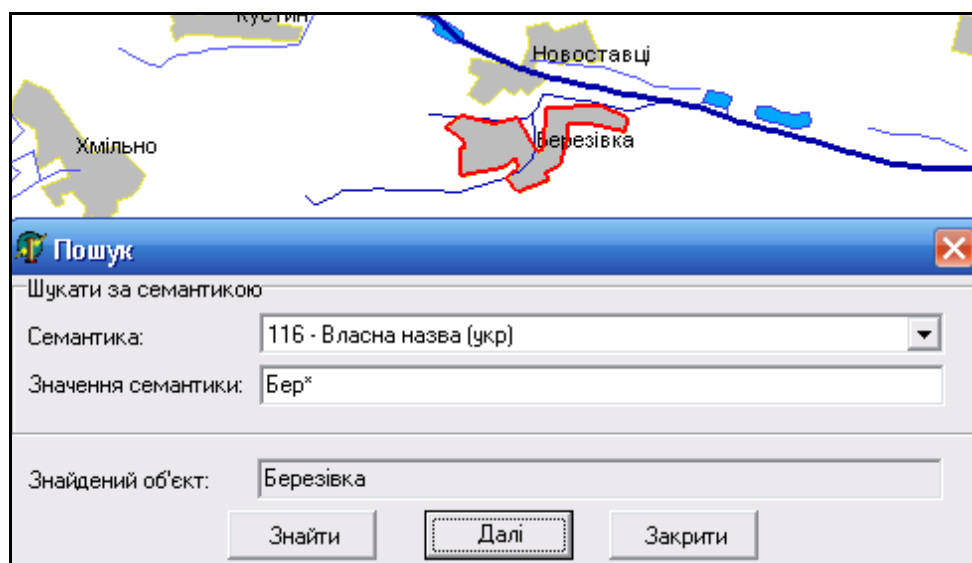 Кустин
Новоставці
Хмільно
Березівка
Пошук
Шукати за семантикою
Семантика:
116 - Власна назва (укр)
Значення семантики:
Бер*
Знайдений об'єкт:
Березівка
Знайти
Далі
Закрити